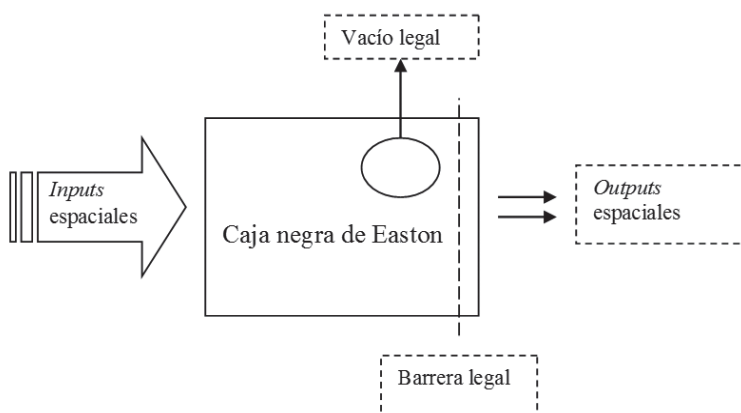 Vacío legal
Inputs
espaciales
Caja negra de Easton
Outputs
espaciales
Barrera legal